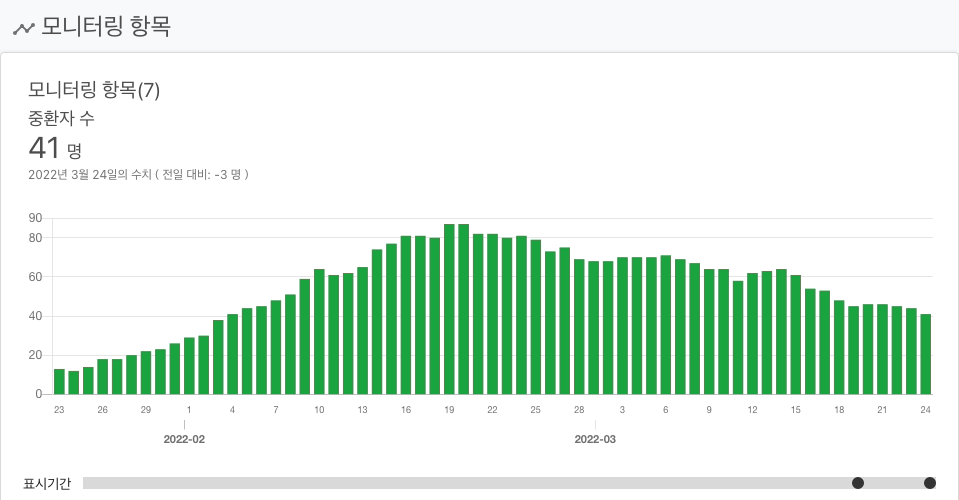 모니터링 항목
모니터링 항목(7)
중환자 수
41 명
2022년 3월 24일의 수치 ( 전일 대비: -3 명 )
90
80
60
40
20
0
23 26 29 1 4 7 10 13 16 19 22 25 28 3 6 9 12 15 18 21 24
2022-02 2022-03
표시기간